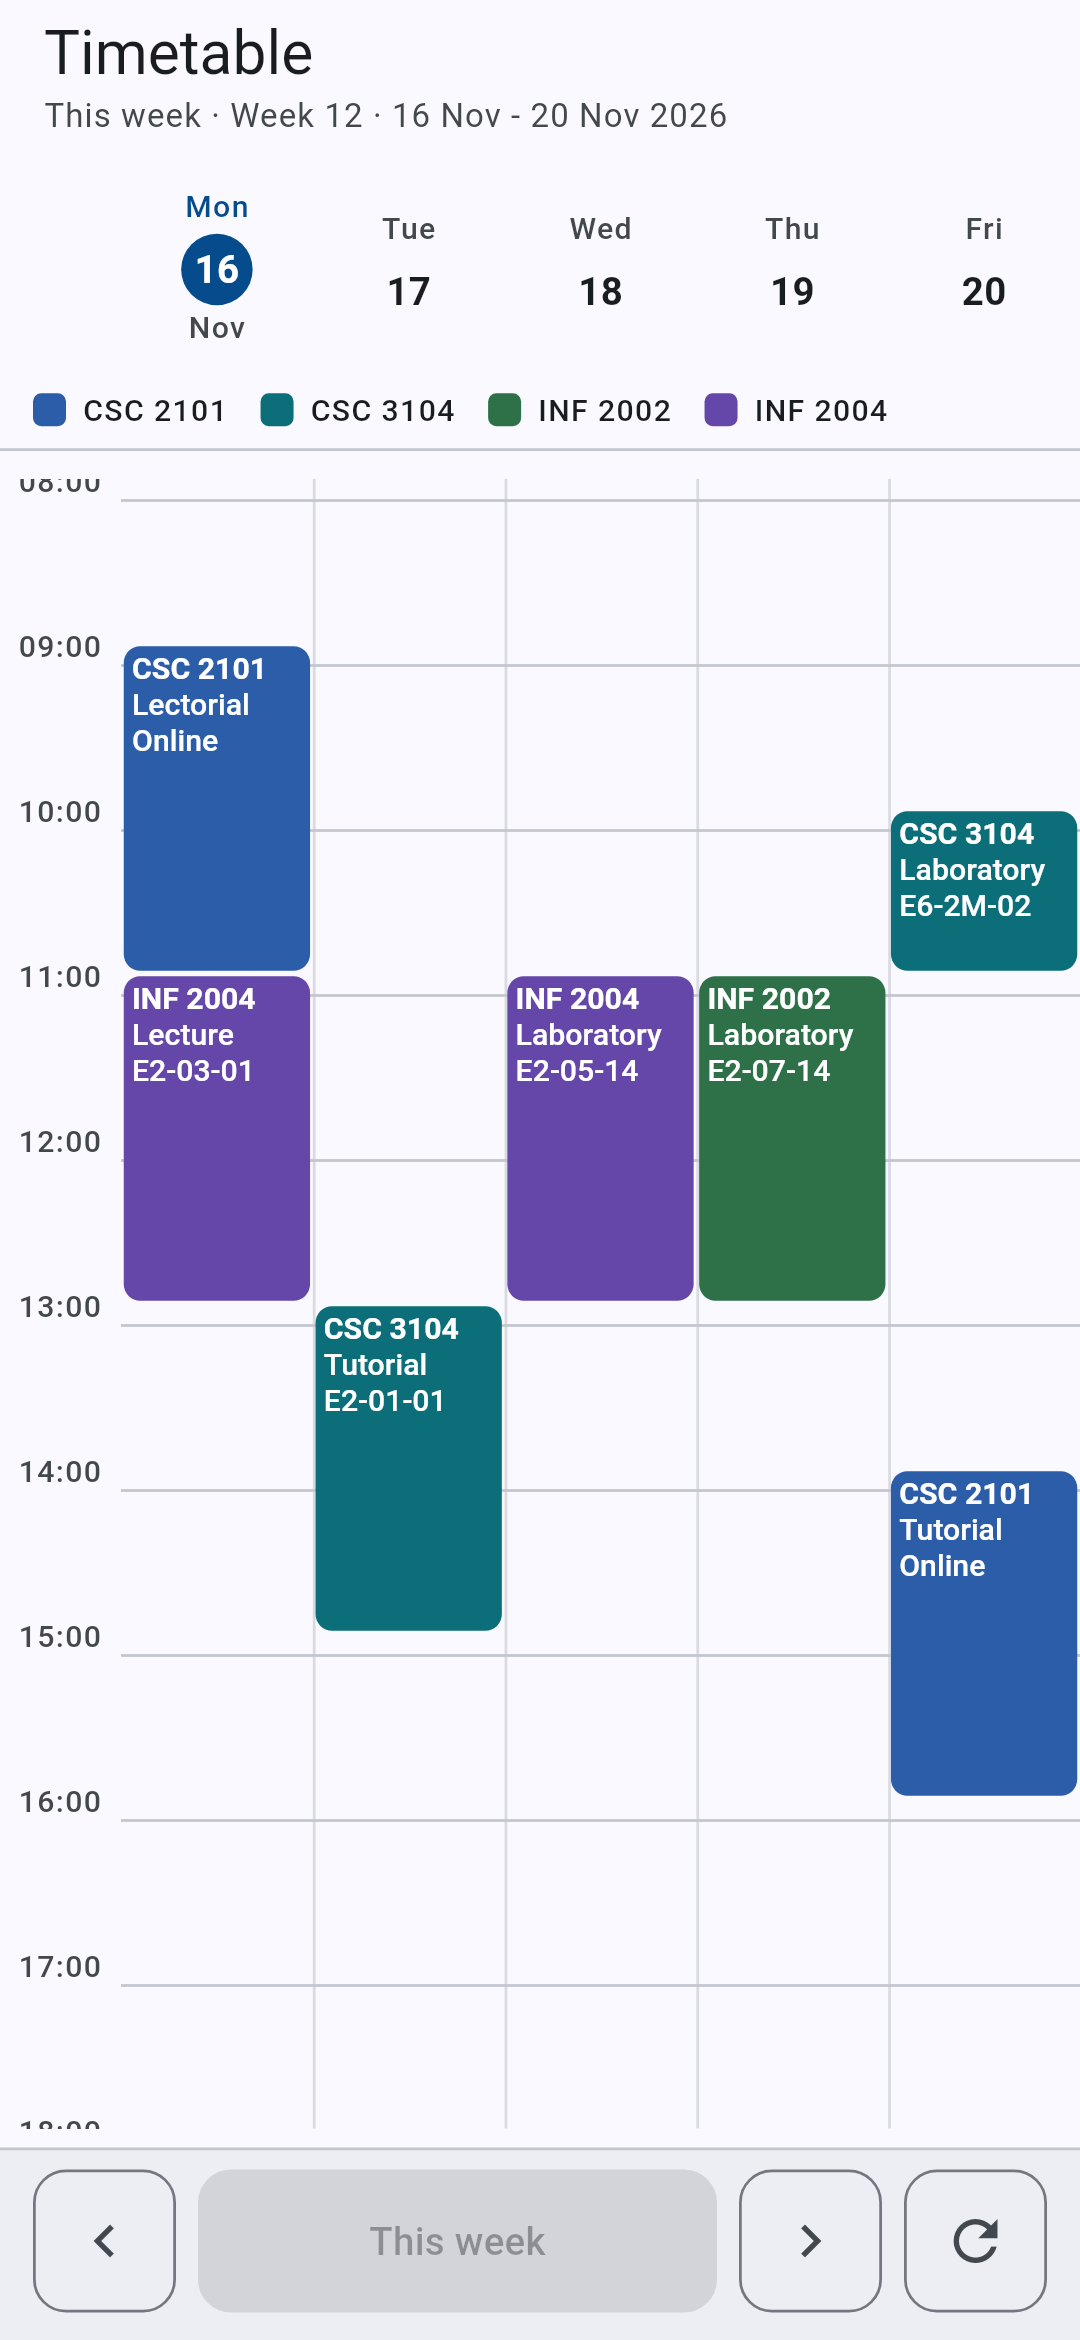 Timetable
This week · Week 12 · 16 Nov - 20 Nov 2026
Mon
16
Nov
Tue
17
Wed
18
Thu
19
Fri
20
CSC 2101
CSC 3104
INF 2002
INF 2004
08:00
09:00
10:00
11:00
12:00
13:00
14:00
15:00
16:00
17:00
18:00
CSC 2101
Lectorial
Online
INF 2004
Lecture
E2-03-01
CSC 3104
Tutorial
E2-01-01
INF 2004
Laboratory
E2-05-14
INF 2002
Laboratory
E2-07-14
CSC 3104
Laboratory
E6-2M-02
CSC 2101
Tutorial
Online
This week